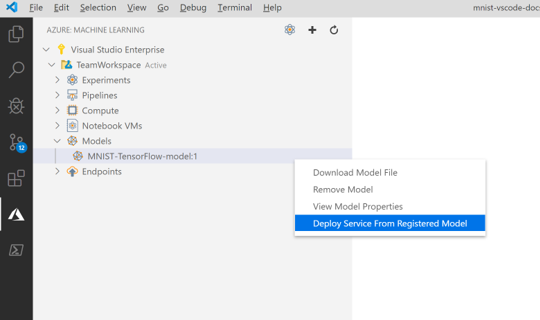 File Edit Selection View Go Debug Terminal Help mnist-vscode-doc
AZURE: MACHINE LEARNING
Visual Studio Enterprise
TeamWorkspace Active
Experiments
Pipelines
Compute
Notebook VMs
12
Models
MNIST-TensorFlow-model:1
Endpoints
Download Model File
Remove Model
View Model Properties
Deploy Service From Registered Model